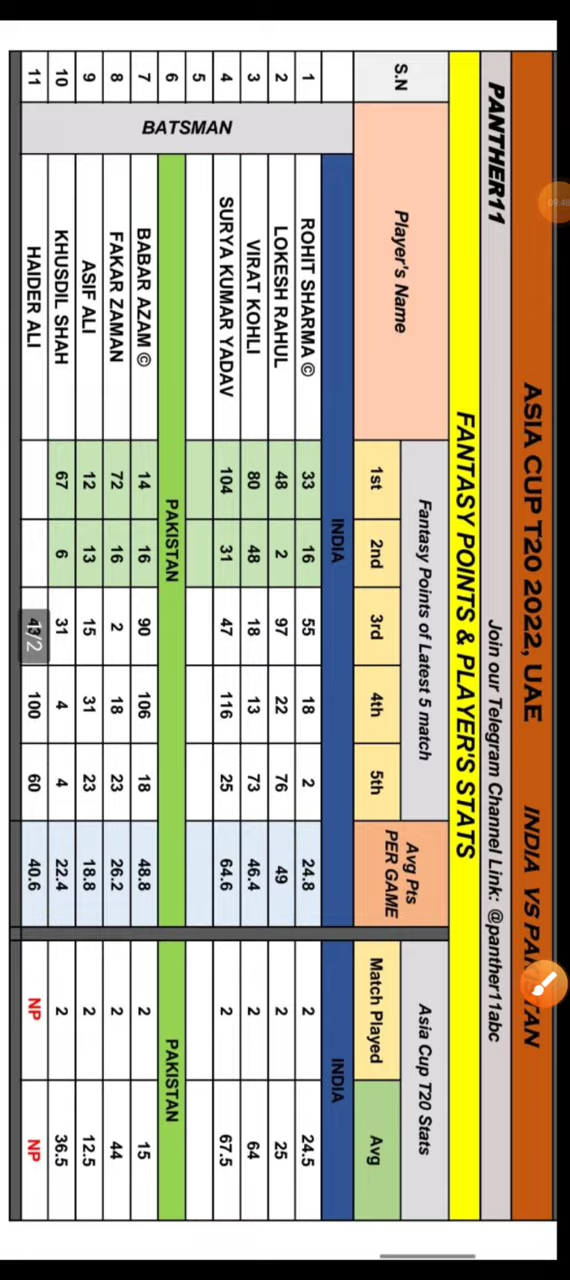 ASIA CUP T20 2022, UAE INDIA VS PAKISTAN
PANTHER11 Join our Telegram Channel Link: @panther11abc
FANTASY POINTS & PLAYER'S STATS
S.N Player's Name Fantasy Points of Latest 5 match Avg Pts PER GAME Asia Cup T20 Stats
1st 2nd 3rd 4th 5th Match Played Avg
INDIA INDIA
BATSMAN
1 ROHIT SHARMA © 33 16 55 18 2 24.8 2 24.5
2 LOKESH RAHUL 48 2 97 22 76 49 2 25
3 VIRAT KOHLI 80 48 18 13 73 46.4 2 64
4 SURYA KUMAR YADAV 104 31 47 116 25 64.6 2 67.5
5
6 PAKISTAN PAKISTAN
7 BABAR AZAM © 14 16 90 106 18 48.8 2 15
8 FAKAR ZAMAN 72 16 2 18 23 26.2 2 44
9 ASIF ALI 12 13 15 31 23 18.8 2 12.5
10 KHUSDIL SHAH 67 6 31 4 4 22.4 2 36.5
11 HAIDER ALI 100 60 40.6 NP NP
09:48